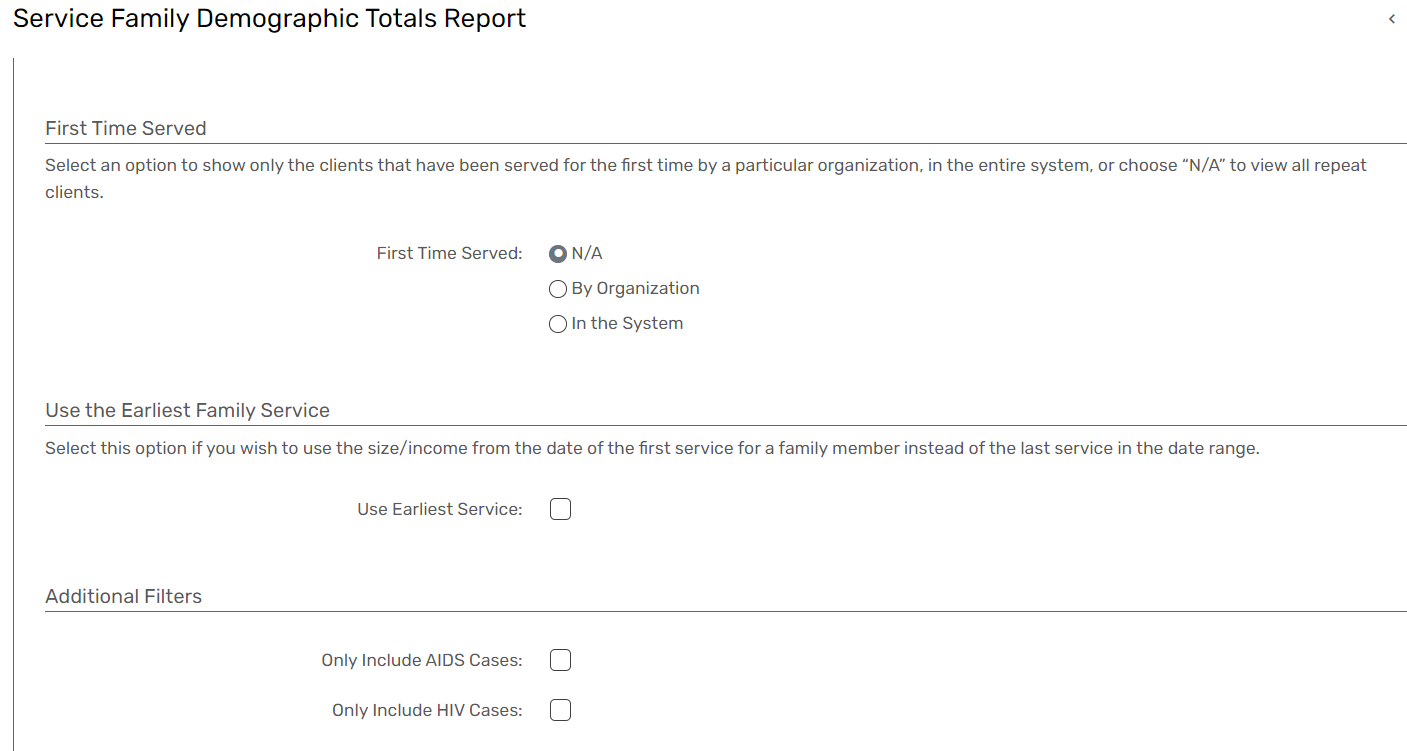 Service Family Demographic Totals Report
First Time Served
Select an option to show only the clients that have been served for the first time by a particular organization, in the entire system, or choose “N/A” to view all repeat
clients.
First Time Served:
N/A
By Organization
In the System
Use the Earliest Family Service
Select this option if you wish to use the size/income from the date of the first service for a family member instead of the last service in the date range.
Use Earliest Service:
Additional Filters
Only Include AIDS Cases:
Only Include HIV Cases: